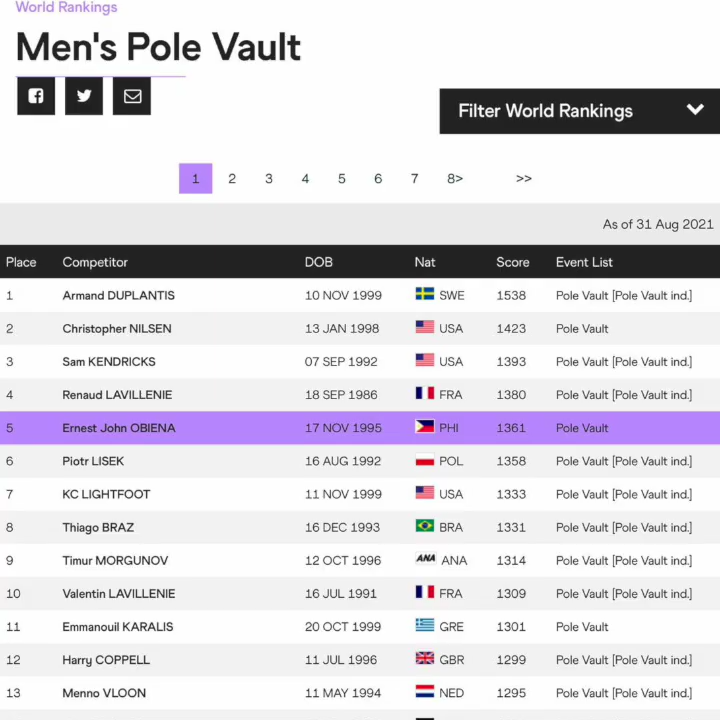 World Rankings
Men's Pole Vault
Filter World Rankings
1 2 3 4 5 6 7 8> >>
As of 31 Aug 2021
Place Competitor DOB Nat Score Event List
1 Armand DUPLANTIS 10 NOV 1999 SWE 1538 Pole Vault [Pole Vault ind.]
2 Christopher NILSEN 13 JAN 1998 USA 1423 Pole Vault
3 Sam KENDRICKS 07 SEP 1992 USA 1393 Pole Vault [Pole Vault ind.]
4 Renaud LAVILLENIE 18 SEP 1986 FRA 1380 Pole Vault [Pole Vault ind.]
5 Ernest John OBIENA 17 NOV 1995 PHI 1361 Pole Vault
6 Piotr LISEK 16 AUG 1992 POL 1358 Pole Vault [Pole Vault ind.]
7 KC LIGHTFOOT 11 NOV 1999 USA 1333 Pole Vault [Pole Vault ind.]
8 Thiago BRAZ 16 DEC 1993 BRA 1331 Pole Vault [Pole Vault ind.]
9 Timur MORGUNOV 12 OCT 1996 ANA ANA 1314 Pole Vault [Pole Vault ind.]
10 Valentin LAVILLENIE 16 JUL 1991 FRA 1309 Pole Vault [Pole Vault ind.]
11 Emmanouil KARALIS 20 OCT 1999 GRE 1301 Pole Vault
12 Harry COPPELL 11 JUL 1996 GBR 1299 Pole Vault [Pole Vault ind.]
13 Menno VLOON 11 MAY 1994 NED 1295 Pole Vault [Pole Vault ind.]